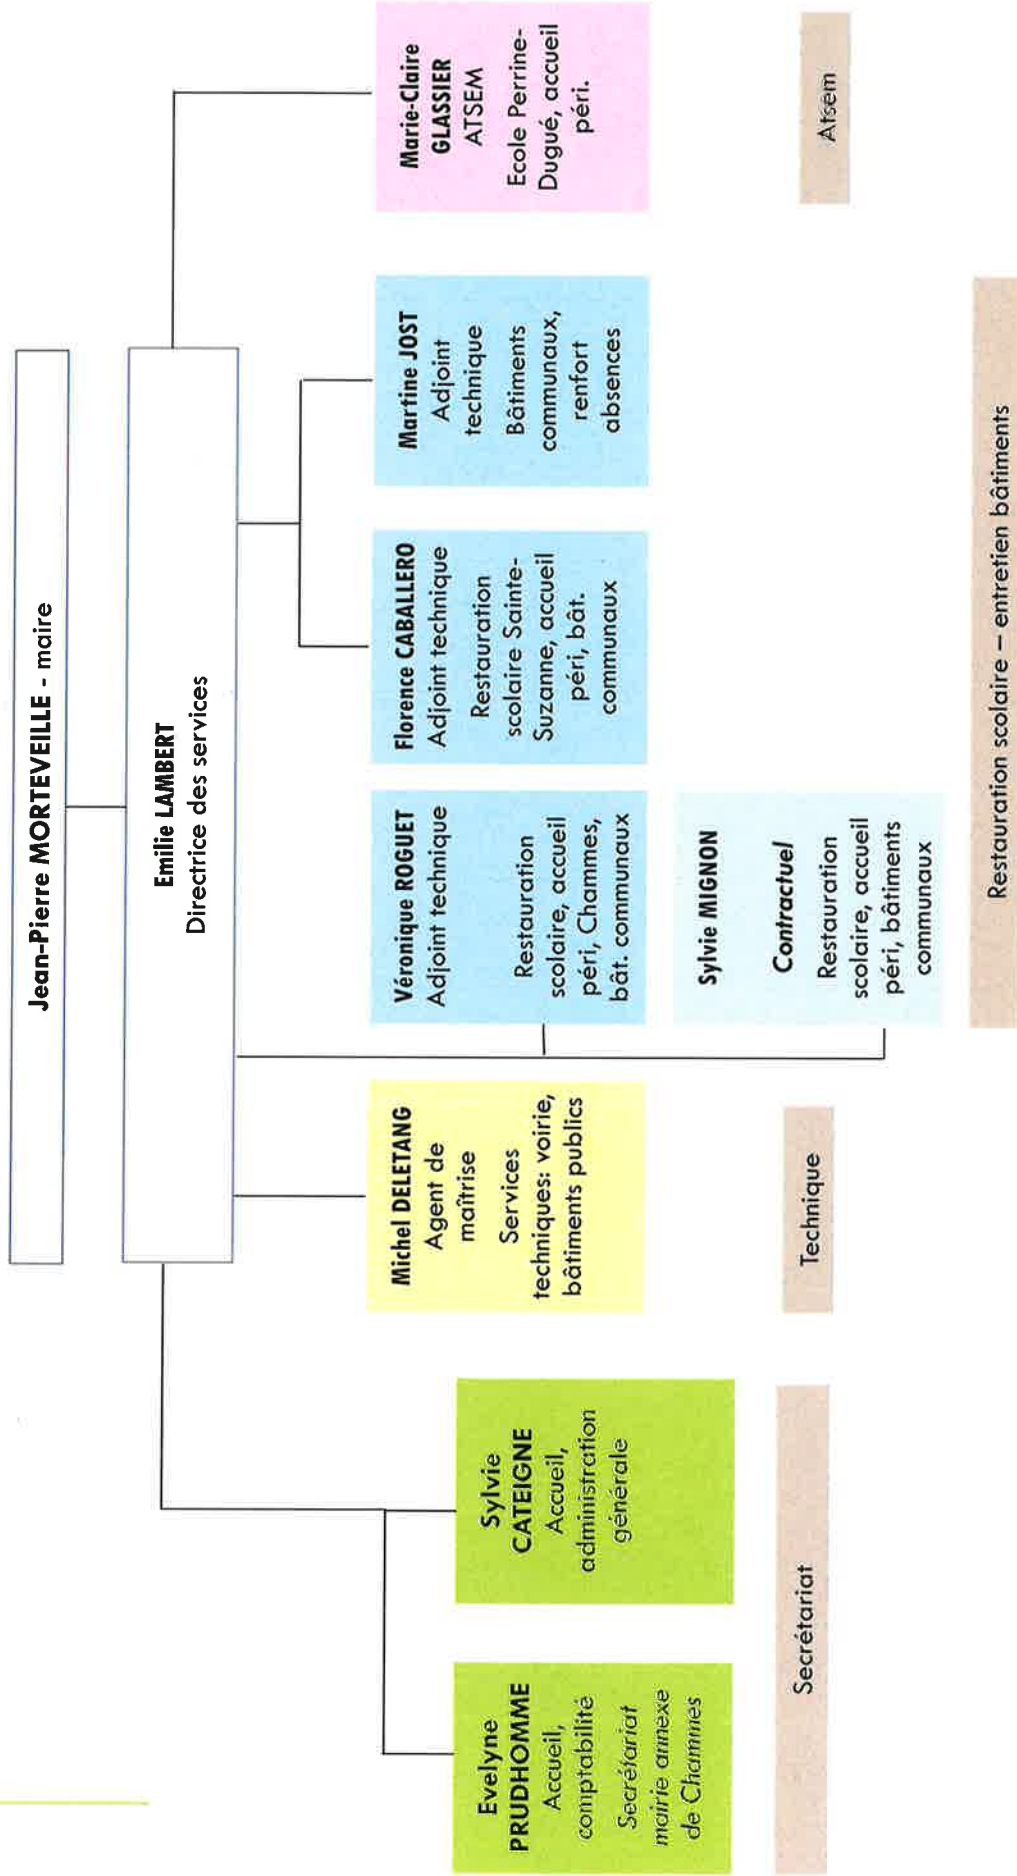 Jean-Pierre MORTEVEILLE - maire
Emilie LAMBERT
Directrice des services
Evelyne
PRUDHOMME
Accueil,
comptabilité
Secrétariat
mairie annexe
de Chammes
Sylvie
CATEIGNE
Accueil,
administration
générale
Michel DELETANG
Agent de
maîtrise
Services
techniques: voirie,
bâtiments publics
Véronique ROGUET
Adjoint technique
Restauration
scolaire, accueil
péri, Chammes,
bât. communaux
Sylvie MIGNON
Contractuel
Restauration
scolaire, accueil
péri, bâtiments
communaux
Florence CABALLERO
Adjoint technique
Restauration
scolaire Sainte-
Suzanne, accueil
péri, bât.
communaux
Martine JOST
Adjoint
technique
Bâtiments
communaux,
renfort
absences
Marie-Claire
GLASSIER
ATSEM
Ecole Perrine-
Dugué, accueil
péri.
Secrétariat
Technique
Restauration scolaire – entretien bâtiments
Atsem